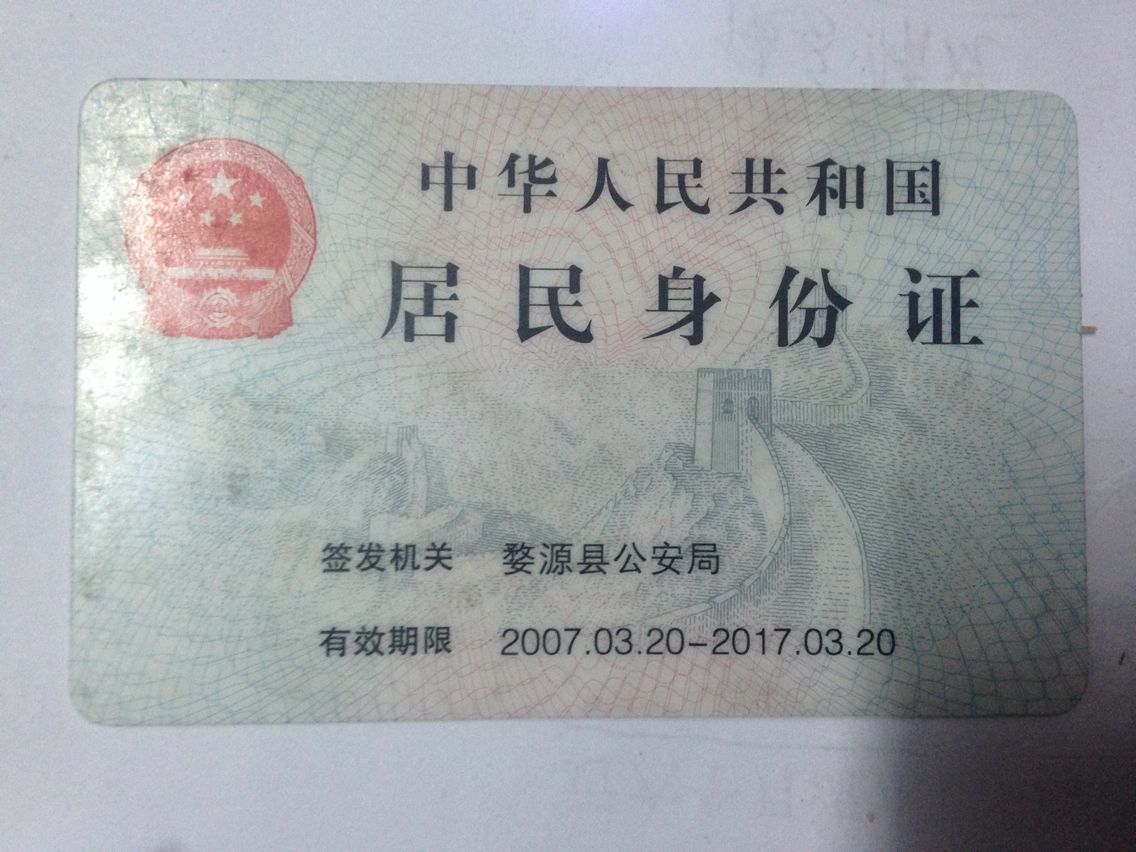 中华人民共和国
居民身份证
签发机关 婺源县公安局
有效期限 2007.03.20-2017.03.20